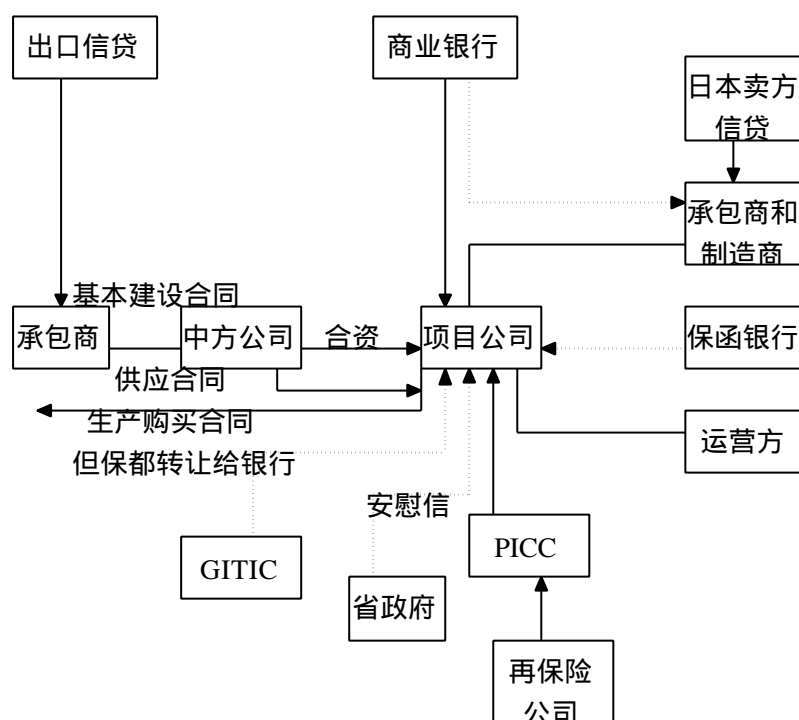 出口信贷
商业银行
日本卖方
信贷
承包商和
制造商
基本建设合同
承包商
中方公司
合资
项目公司
保函银行
供应合同
生产购买合同
但保都转让给银行
运营方
安慰信
GITIC
PICC
省政府
再保险
公司